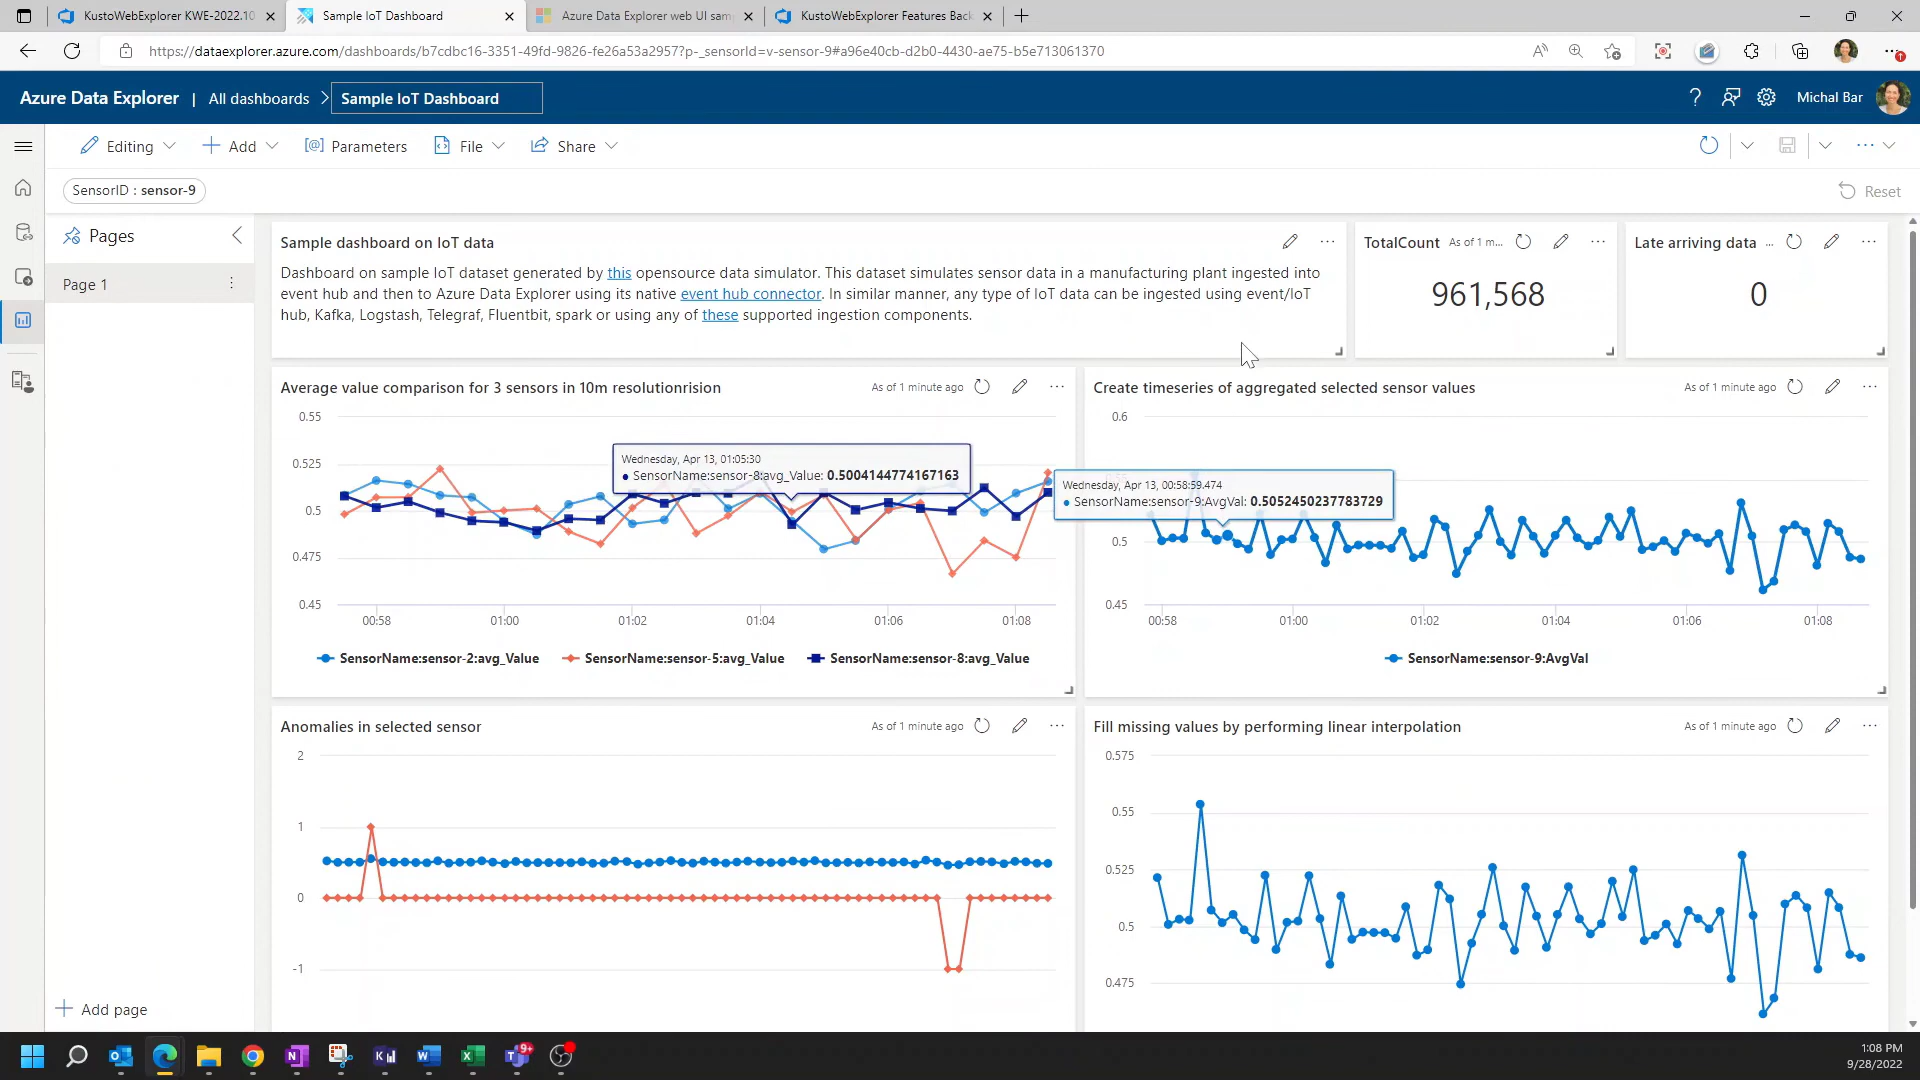 KustoWebExplorer KWE-2022.10
Sample IoT Dashboard
Azure Data Explorer web UI sam
KustoWebExplorer Features Back
https://dataexplorer.azure.com/dashboards/b7cdbc16-3351-49fd-9826-fe26a53a2957?p-_sensorId=v-sensor-9#a96e40cb-d2b0-4430-ae75-b5e713061370
Azure Data Explorer | All dashboards > Sample IoT Dashboard
Michal Bar
Editing
Add
Parameters
File
Share
SensorID : sensor-9
Reset
Pages
Page 1
Add page
Sample dashboard on IoT data
Dashboard on sample IoT dataset generated by this opensource data simulator. This dataset simulates sensor data in a manufacturing plant ingested into
event hub and then to Azure Data Explorer using its native event hub connector. In similar manner, any type of IoT data can be ingested using event/IoT
hub, Kafka, Logstash, Telegraf, Fluentbit, spark or using any of these supported ingestion components.
TotalCount As of 1 m...
961,568
Late arriving data ...
0
Average value comparison for 3 sensors in 10m resolutionrision
As of 1 minute ago
0.55
0.525
0.5
0.475
0.45
Wednesday, Apr 13, 01:05:30
SensorName:sensor-8:avg_Value: 0.5004144774167163
00:58 01:00 01:02 01:04 01:06 01:08
SensorName:sensor-2:avg_Value SensorName:sensor-5:avg_Value SensorName:sensor-8:avg_Value
Create timeseries of aggregated selected sensor values
As of 1 minute ago
0.6
Wednesday, Apr 13, 00:58:59.474
SensorName:sensor-9:AvgVal: 0.5052450237783729
0.5
0.45
00:58 01:00 01:02 01:04 01:06 01:08
SensorName:sensor-9:AvgVal
Anomalies in selected sensor
As of 1 minute ago
2
1
0
-1
Fill missing values by performing linear interpolation
As of 1 minute ago
0.575
0.55
0.525
0.5
0.475
9+
1:08 PM
9/28/2022